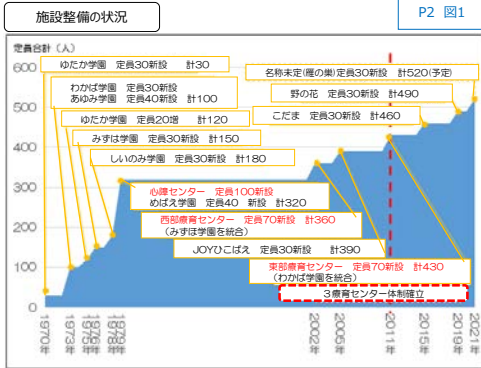 施設整備の状況
P2 図1
定員合計（人）
600
500
400
300
200
100
0
ゆたか学園 定員30新設 計30
わかば学園 定員30新設
あゆみ学園 定員40新設 計100
ゆたか学園 定員20増 計120
みずほ学園 定員30新設 計150
しいのみ学園 定員30新設 計180
心障センター 定員100新設
めばえ学園 定員40 新設 計320
西部療育センター 定員70新設 計360
（みずほ学園を統合）
JOYひこばえ 定員30新設 計390
東部療育センター 定員70新設 計430
（わかば学園を統合）
3療育センター体制確立
名称未定(雁の巣)定員30新設 計520(予定)
野の花 定員30新設 計490
こだま 定員30新設 計460
1970年
1973年
1975年
1976年
1978年
1979年
2002年
2005年
2011年
2015年
2019年
2021年